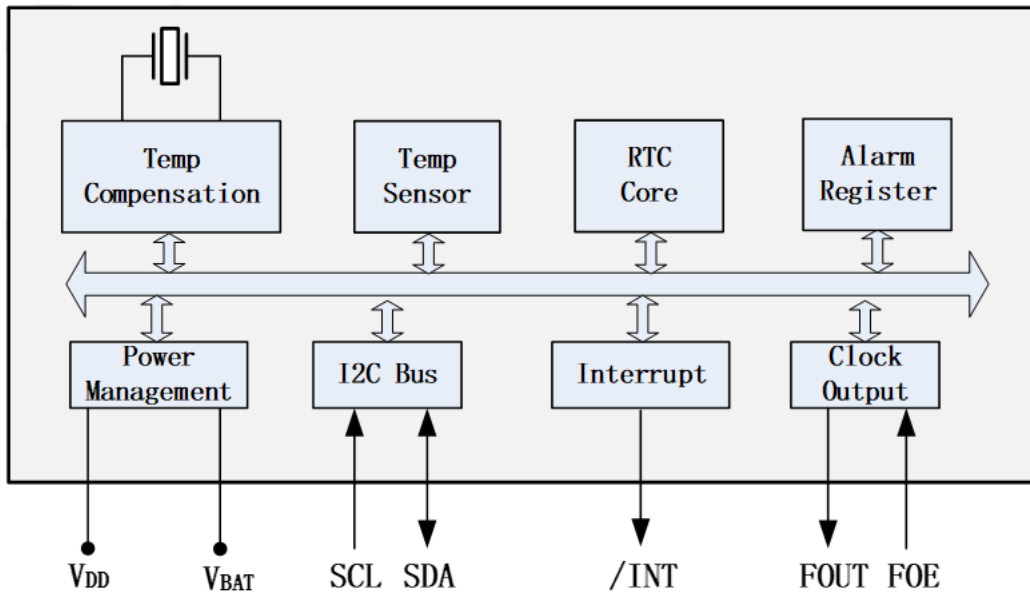 Temp
Compensation
Temp
Sensor
RTC
Core
Alarm
Register
Power
Management
I2C Bus
Interrupt
Clock
Output
VDD
VBAT
SCL SDA
/INT
FOUT FOE